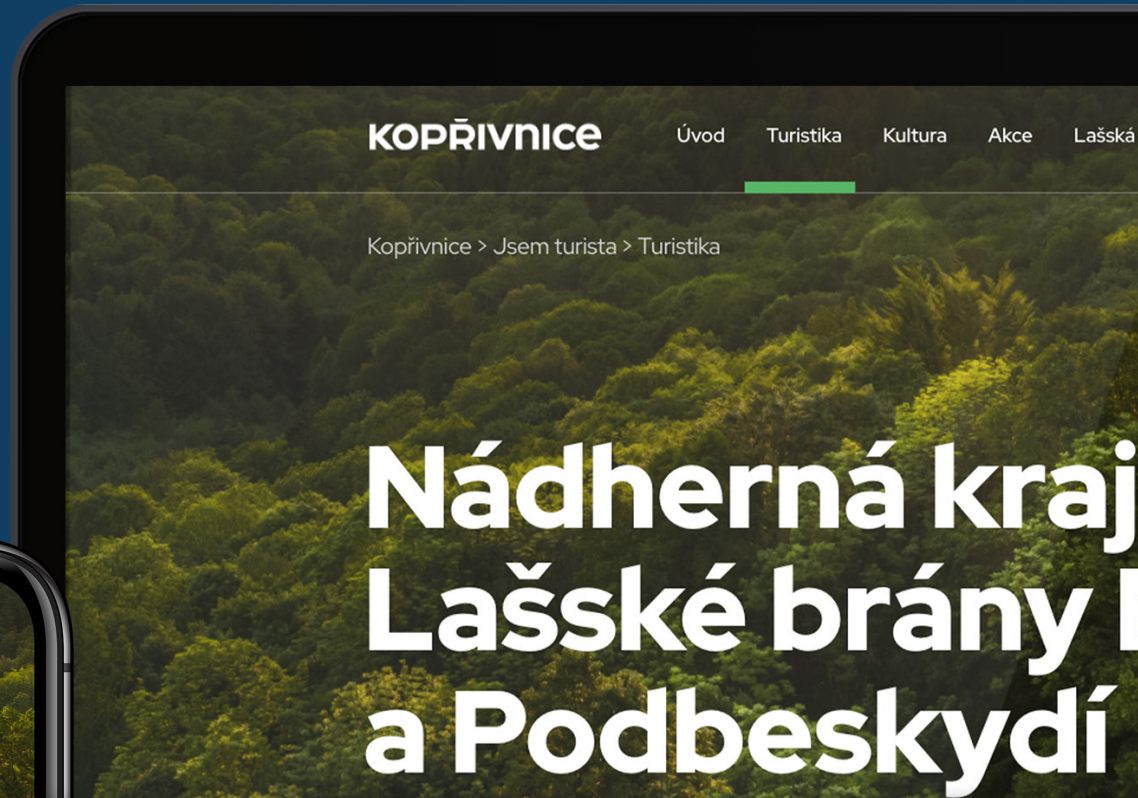 KOPŘIVNICE Úvod Turistika Kultura Akce Lašská
Kopřivnice > Jsem turista > Turistika
Nádherná kraj
Lašské brány
a Podbeskydí